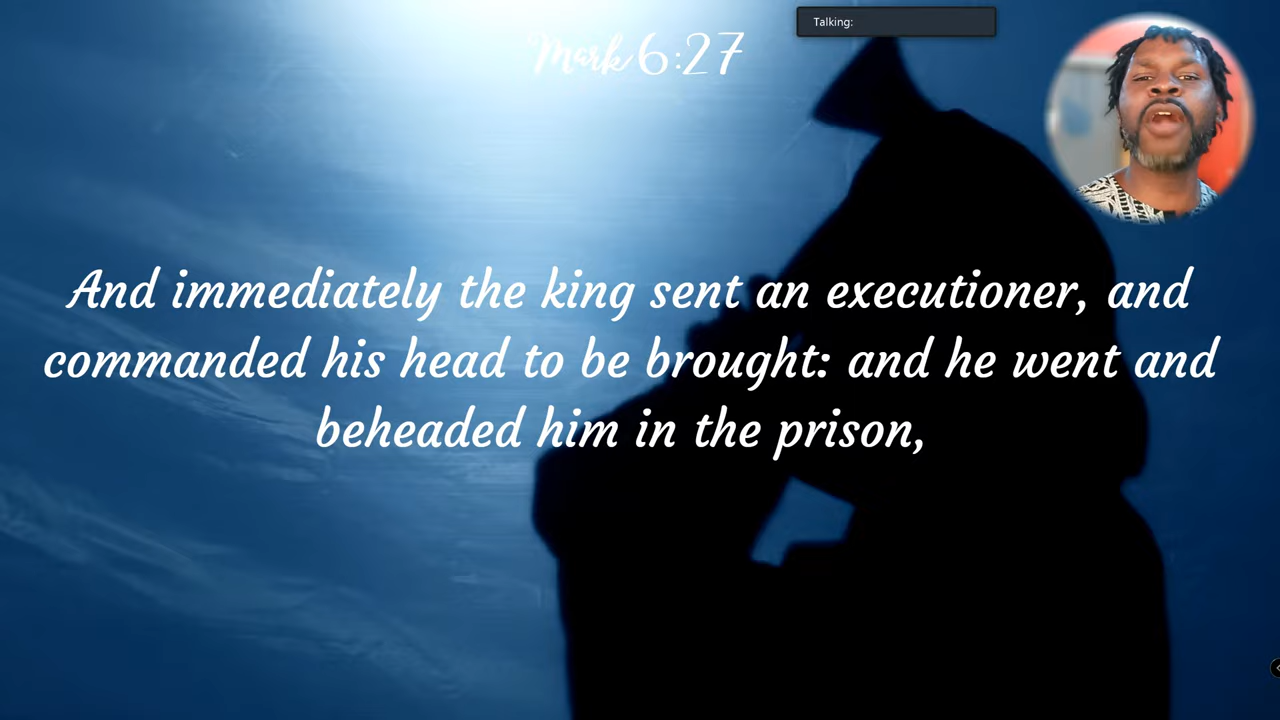 Talking:
Mark 6:27
And immediately the king sent an executioner, and
commanded his head to be brought: and he went and
beheaded him in the prison,